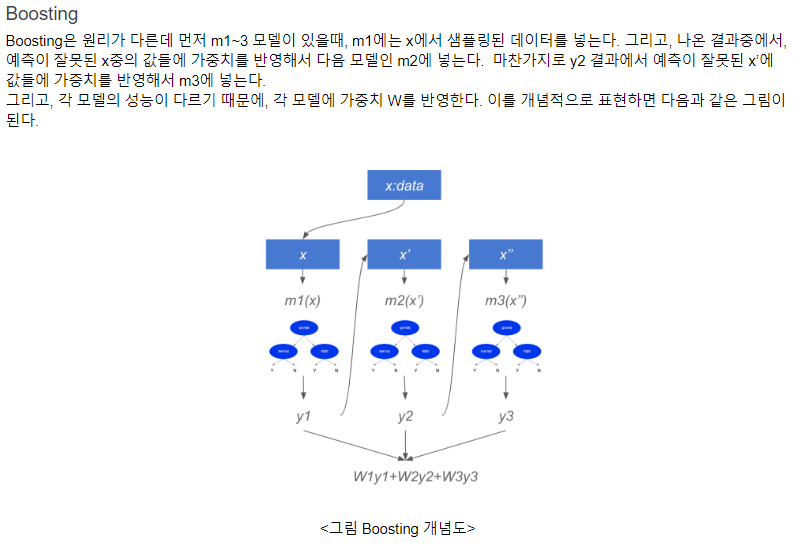 Boosting
Boosting은 원리가 다른데 먼저 m1~3 모델이 있을때, m1에는 x에서 샘플링된 데이터를 넣는다. 그리고, 나온 결과중에서,
예측이 잘못된 x중의 값들에 가중치를 반영해서 다음 모델인 m2에 넣는다. 마찬가지로 y2 결과에서 예측이 잘못된 x’에
값들에 가중치를 반영해서 m3에 넣는다.
그리고, 각 모델의 성능이 다르기 때문에, 각 모델에 가중치 W를 반영한다. 이를 개념적으로 표현하면 다음과 같은 그림이
된다.
x:data
x x’ x”
m1(x) m2(x’) m3(x”)
Y N Y N Y N Y N Y N Y N
y1 y2 y3
W1y1+W2y2+W3y3
<그림 Boosting 개념도>